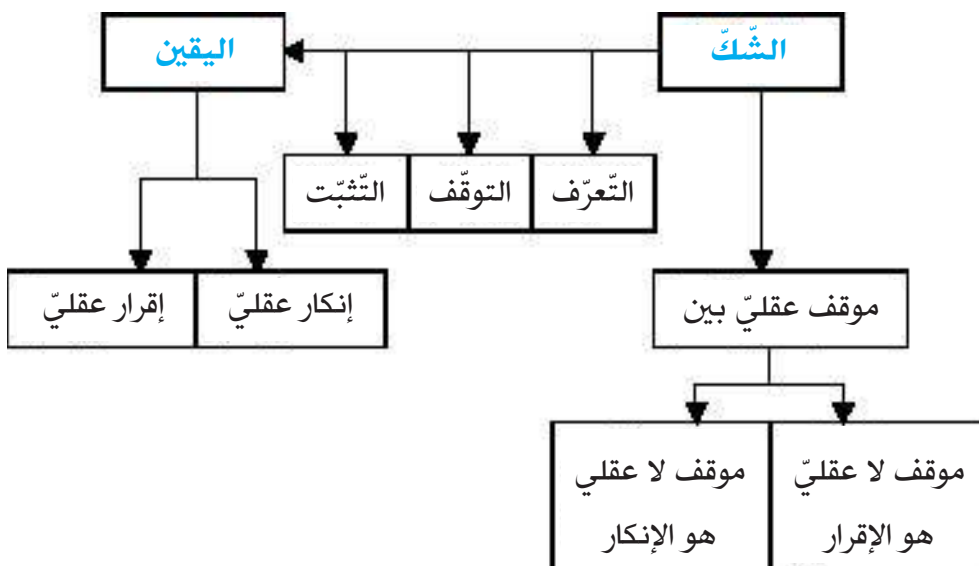 الشّكّ
اليقين
التّعرّف
التوقّف
التّثبّت
موقف عقليّ بين
إنكار عقليّ
إقرار عقليّ
موقف لا عقليّ
هو الإقرار
موقف لا عقلي
هو الإنكار